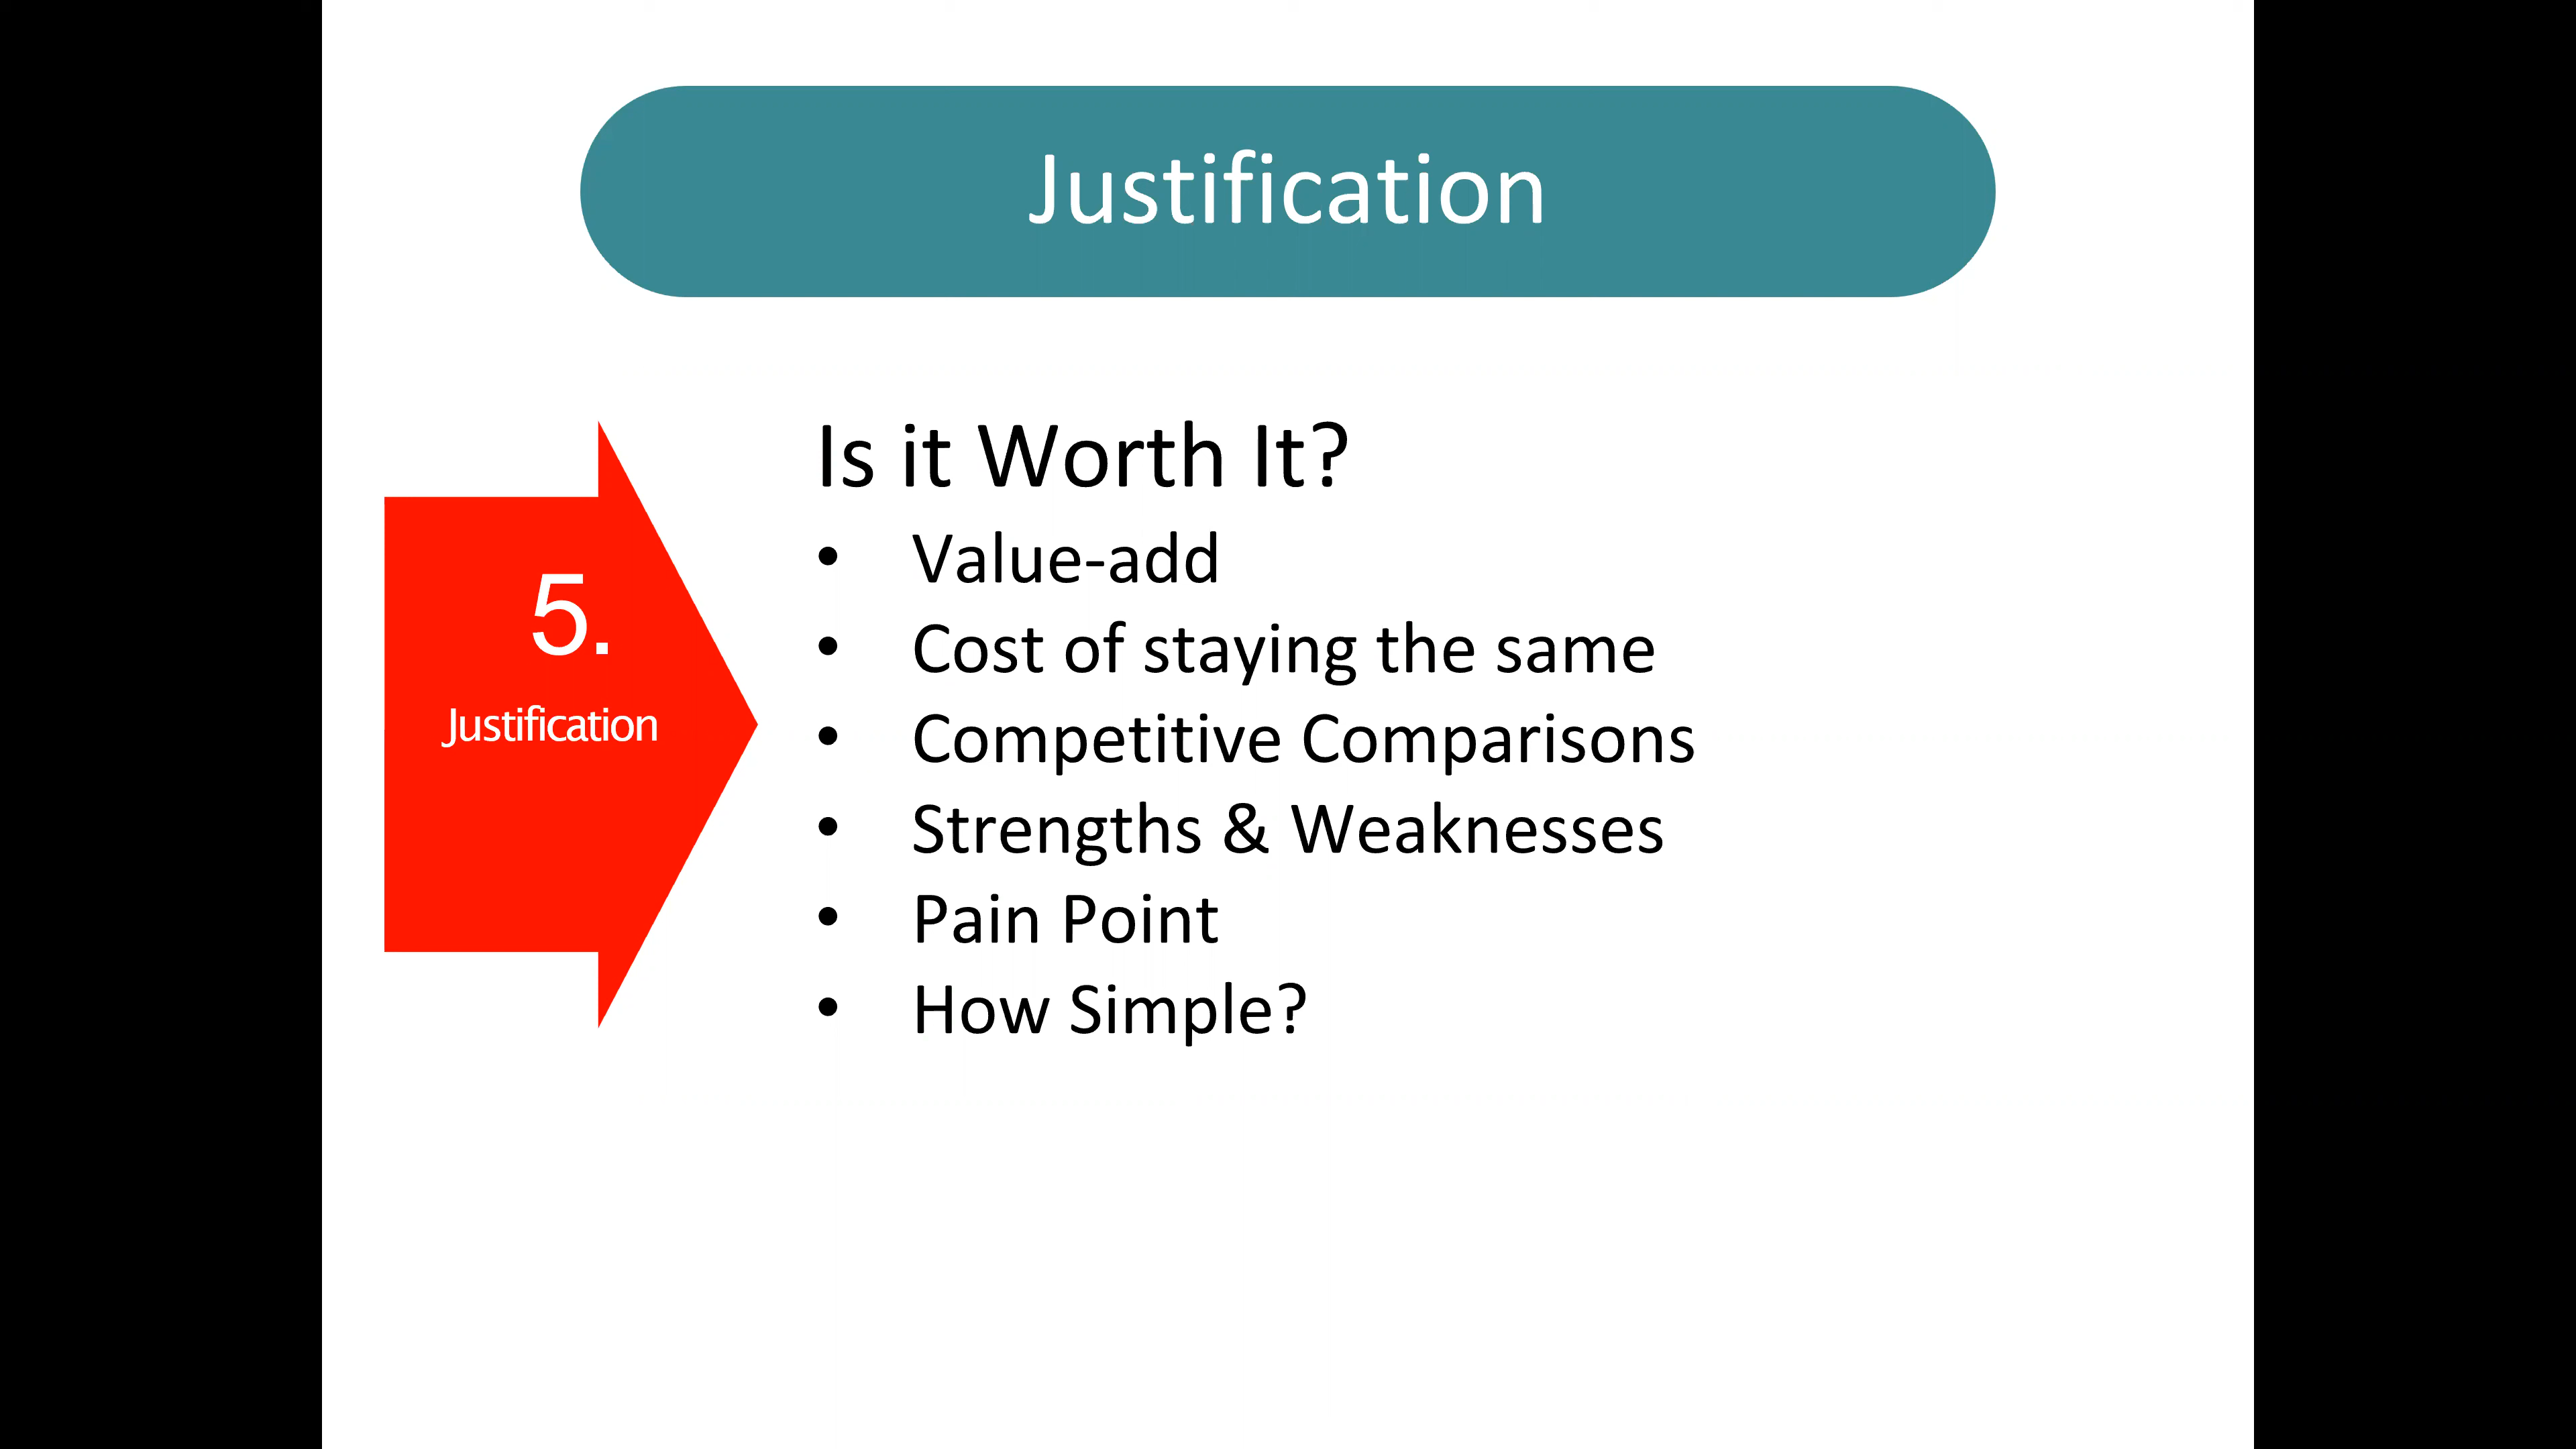 Justification
5.
Justification
Is it Worth It?
• Value-add
• Cost of staying the same
• Competitive Comparisons
• Strengths & Weaknesses
• Pain Point
• How Simple?